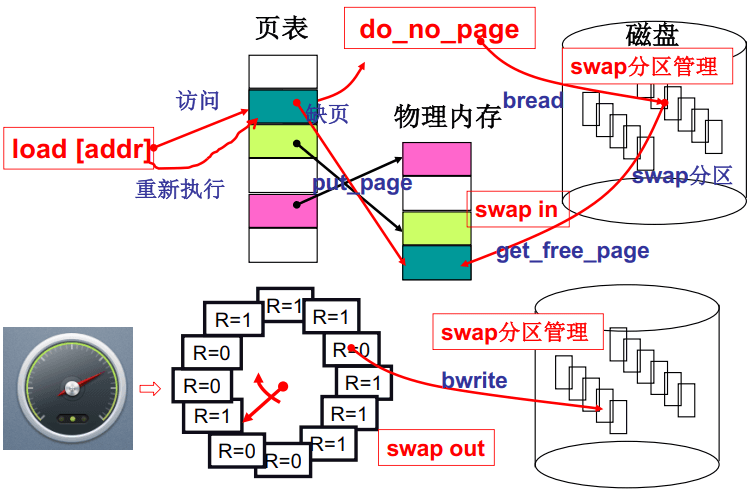 页表
do_no_page
磁盘
swap分区管理
访问
缺页
bread
物理内存
load [addr]
重新执行
put_page
swap分区
swap in
get_free_page
R=1
R=1
R=1
R=0
R=0
R=0
R=1
R=1
R=1
R=0
R=0
R=1
swap分区管理
bwrite
swap out